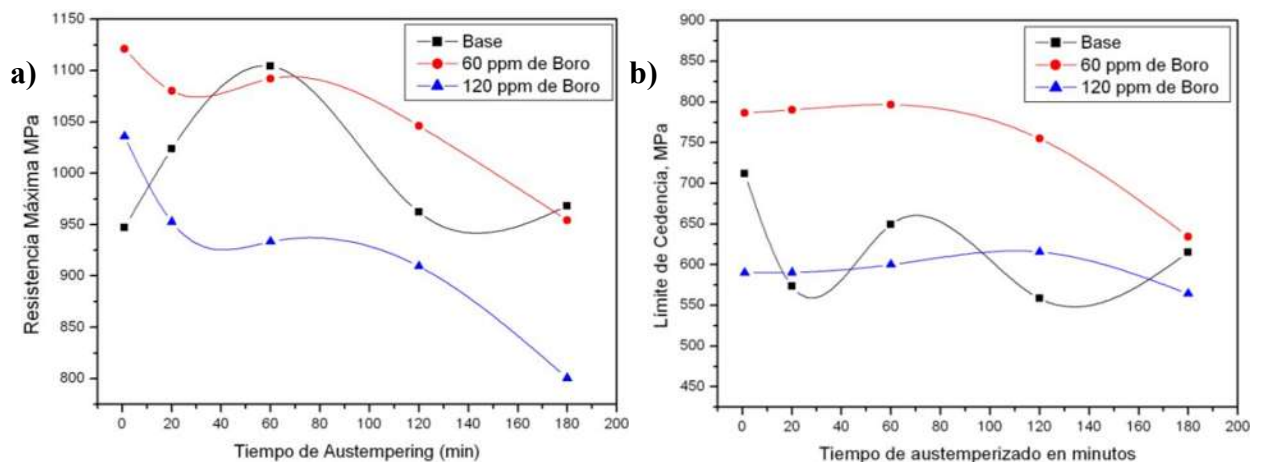 a)
Resistencia Máxima MPa
1150
1100
1050
1000
950
900
850
800
0 20 40 60 80 100 120 140 160 180 200
Tiempo de Austempering (min)
Base
60 ppm de Boro
120 ppm de Boro
b)
Límite de Cedencia, MPa
900
850
800
750
700
650
600
550
500
450
0 20 40 60 80 100 120 140 160 180 200
Tiempo de austemperizado en minutos
Base
60 ppm de Boro
120 ppm de Boro